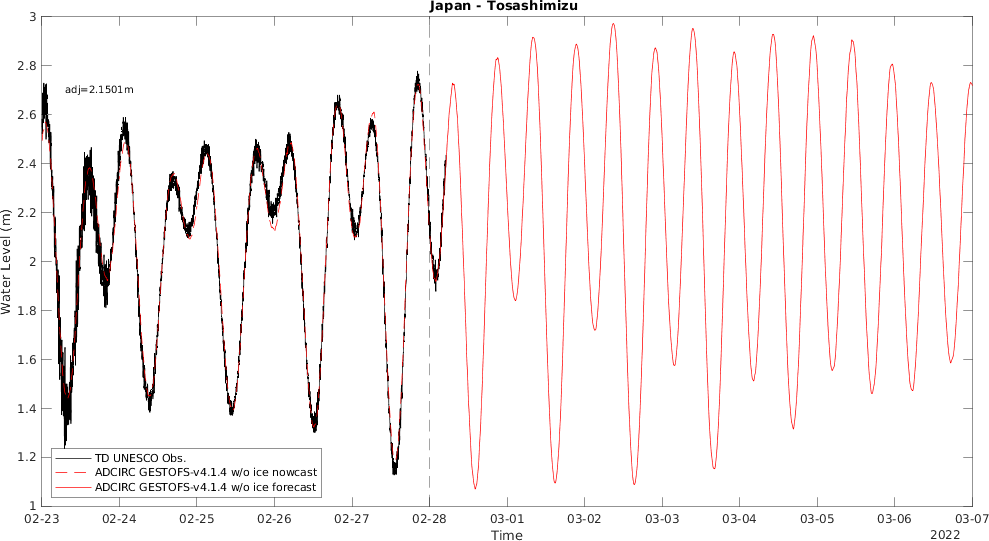 Japan - Tosashimizu
adj=2.1501m
3
2.8
2.6
2.4
2.2
2
1.8
1.6
1.4
1.2
1
Water Level (m)
TD UNESCO Obs.
ADCIRC GESTOFS-v4.1.4 w/o ice nowcast
ADCIRC GESTOFS-v4.1.4 w/o ice forecast
02-23 02-24 02-25 02-26 02-27 02-28 03-01 03-02 03-03 03-04 03-05 03-06 03-07
Time
2022